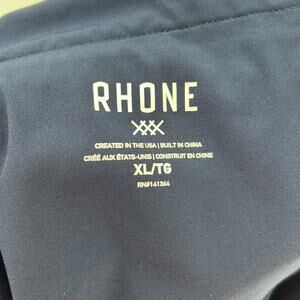 RHONE
CREATED IN THE USA | BUILT IN CHINA
CRÉÉ AUX ÉTATS-UNIS | CONSTRUIT EN CHINE
XL/TG
RN#141364